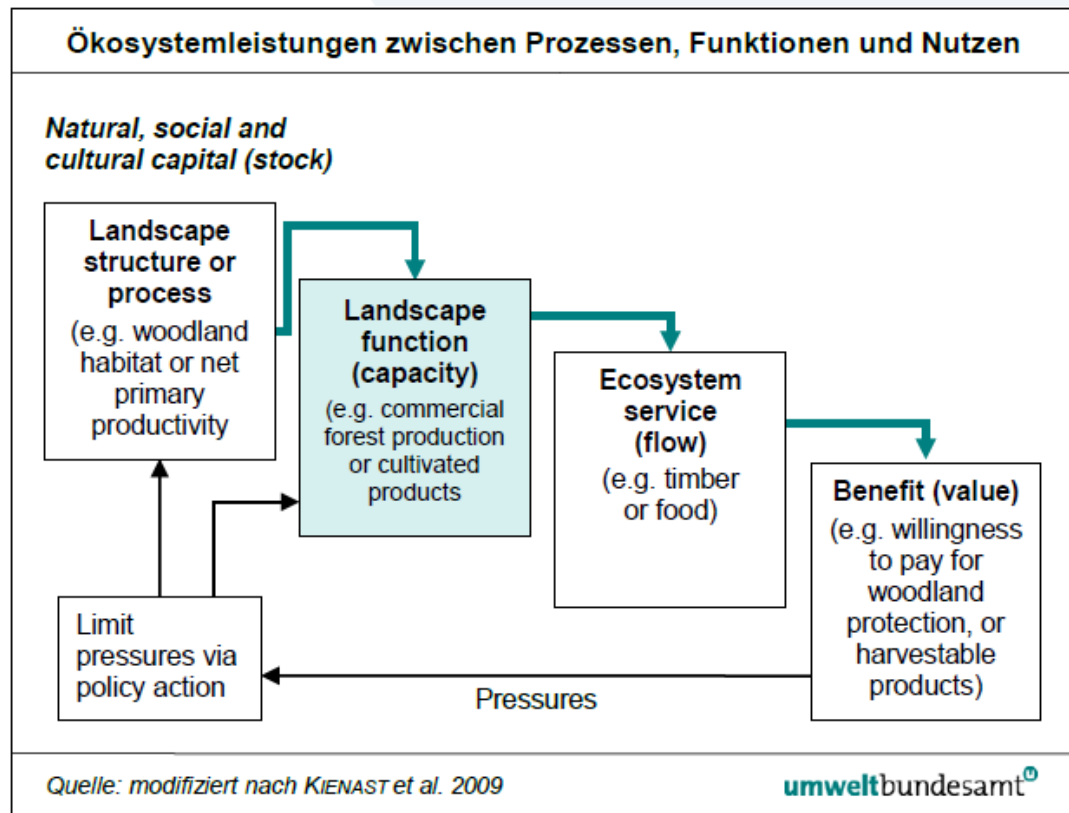 Ökosystemleistungen zwischen Prozessen, Funktionen und Nutzen
Natural, social and
cultural capital (stock)
Landscape
structure or
process
(e.g. woodland
habitat or net
primary
productivity
Landscape
function
(capacity)
(e.g. commercial
forest production
or cultivated
products
Ecosystem
service
(flow)
(e.g. timber
or food)
Benefit (value)
(e.g. willingness
to pay for
woodland
protection, or
harvestable
products)
Limit
pressures via
policy action
Pressures
Quelle: modifiziert nach KIENAST et al. 2009
umweltbundesamt